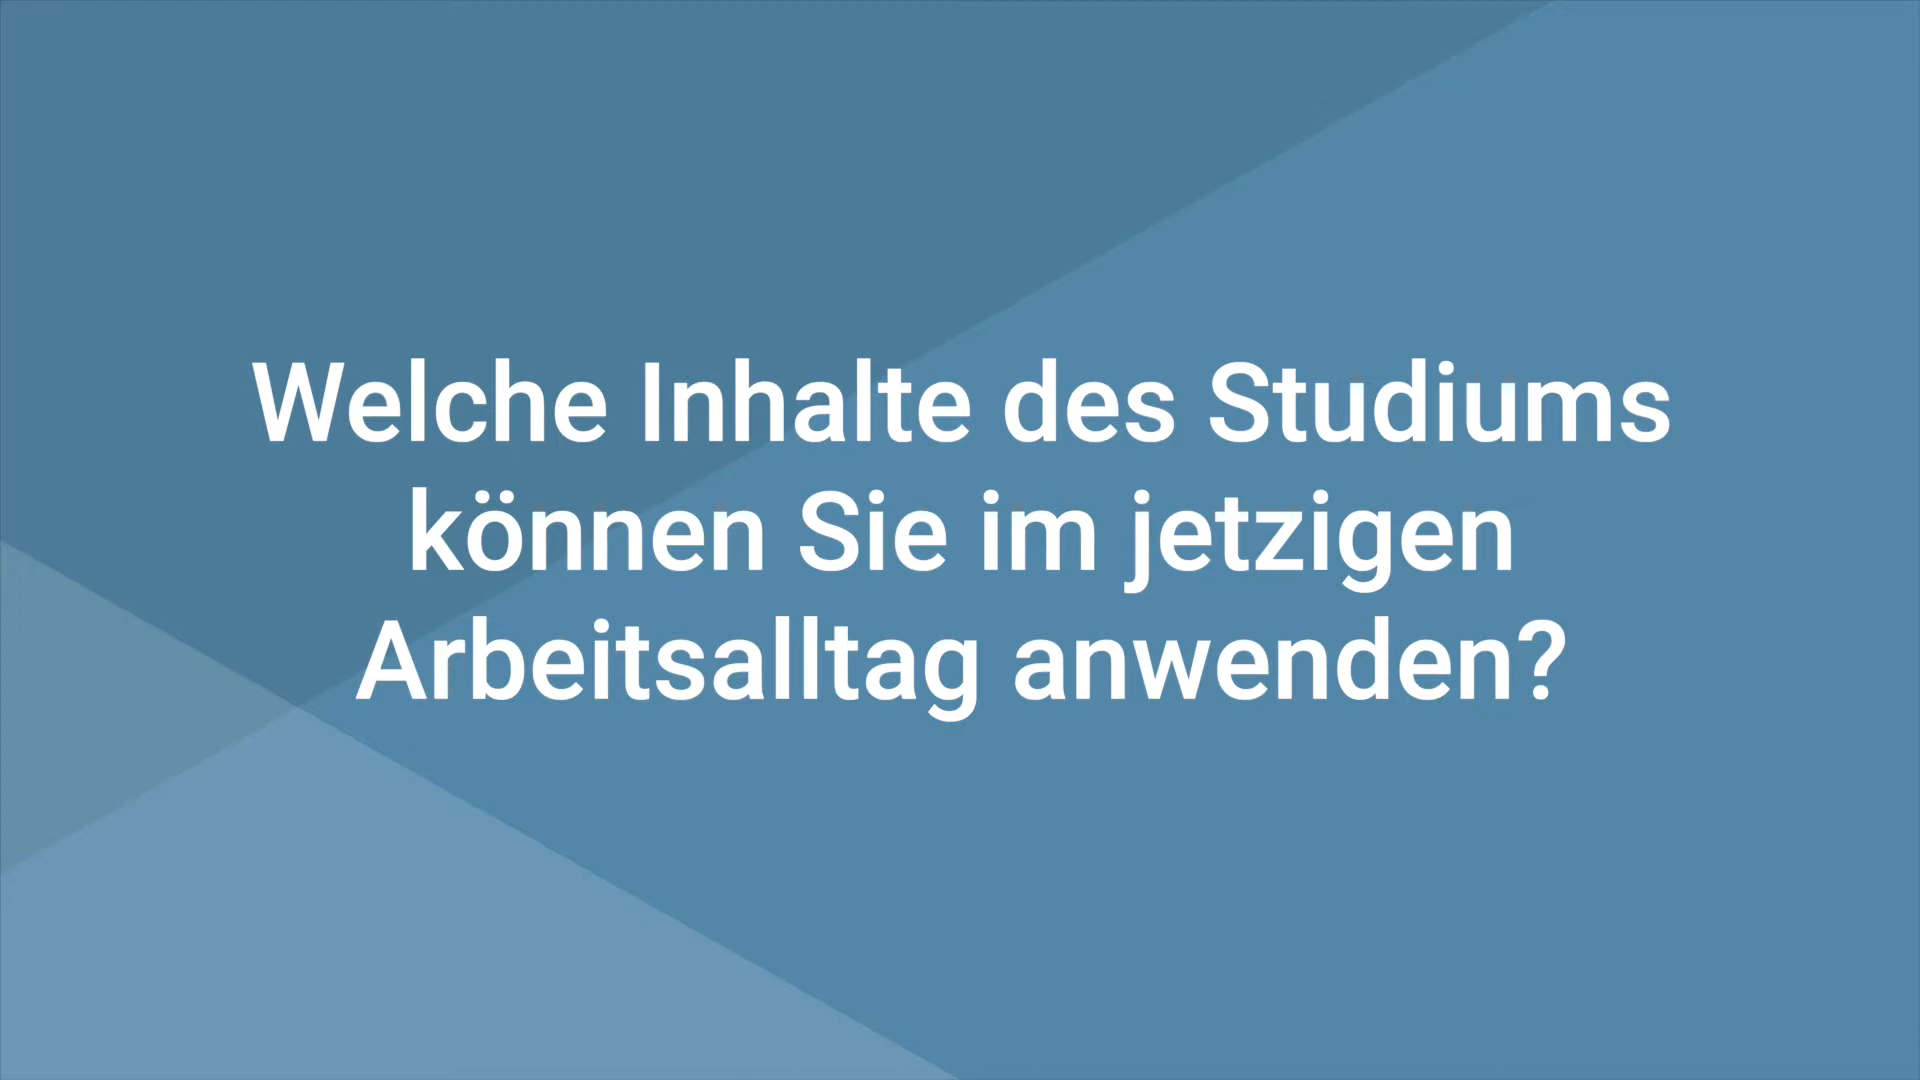 Welche Inhalte des Studiums
können Sie im jetzigen
Arbeitsalltag anwenden?